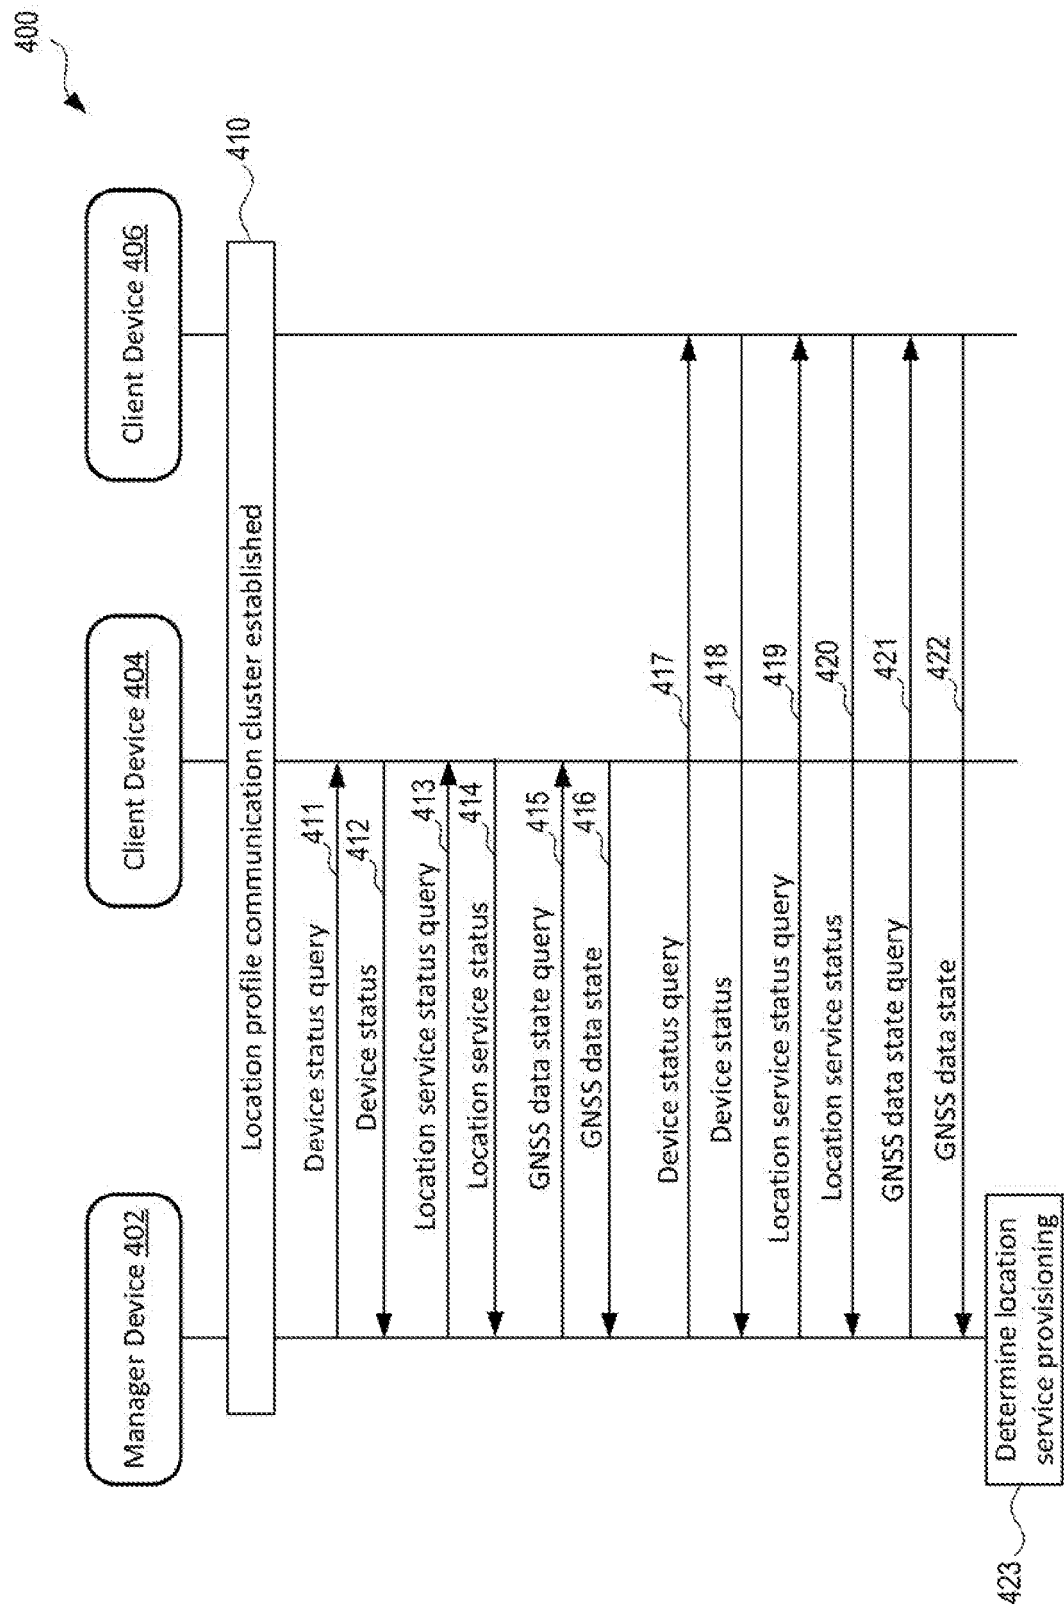 400
Manager Device 402
Client Device 404
Client Device 406
Location profile communication cluster established
410
Device status query
411
Device status
412
Location service status query
413
Location service status
414
GNSS data state query
415
GNSS data state
416
Device status query
417
Device status
418
Location service status query
419
Location service status
420
GNSS data state query
421
GNSS data state
422
Determine location
service provisioning
423